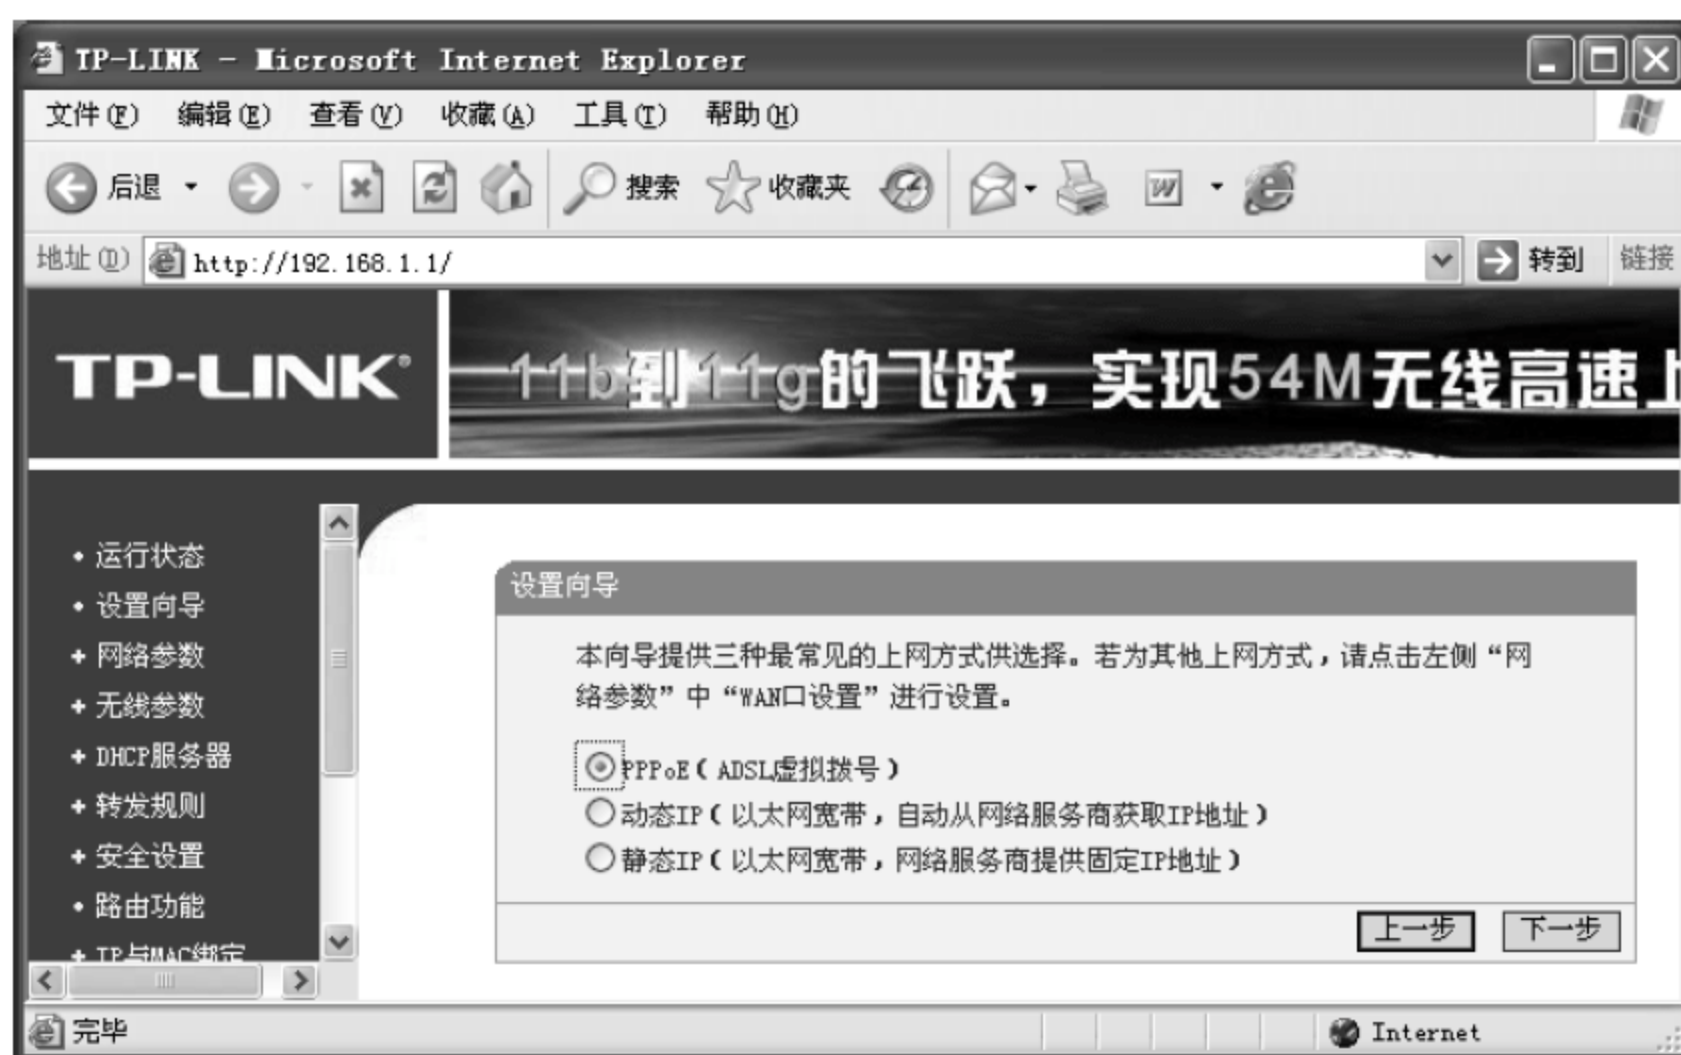 TP-LINK - Microsoft Internet Explorer
文件(F) 编辑(E) 查看(V) 收藏(A) 工具(T) 帮助(H)
后退 搜索 收藏夹
地址(D) http://192.168.1.1/ 转到 链接
TP-LINK® 11b到11g的飞跃，实现54M无线高速上
• 运行状态
• 设置向导
+ 网络参数
+ 无线参数
+ DHCP服务器
+ 转发规则
+ 安全设置
• 路由功能
+ IP与MAC绑定
设置向导
本向导提供三种最常见的上网方式供选择。若为其他上网方式，请点击左侧“网
络参数”中“WAN口设置”进行设置。
PPPoE（ADSL虚拟拨号）
动态IP（以太网宽带，自动从网络服务商获取IP地址）
静态IP（以太网宽带，网络服务商提供固定IP地址）
上一步 下一步
完毕 Internet